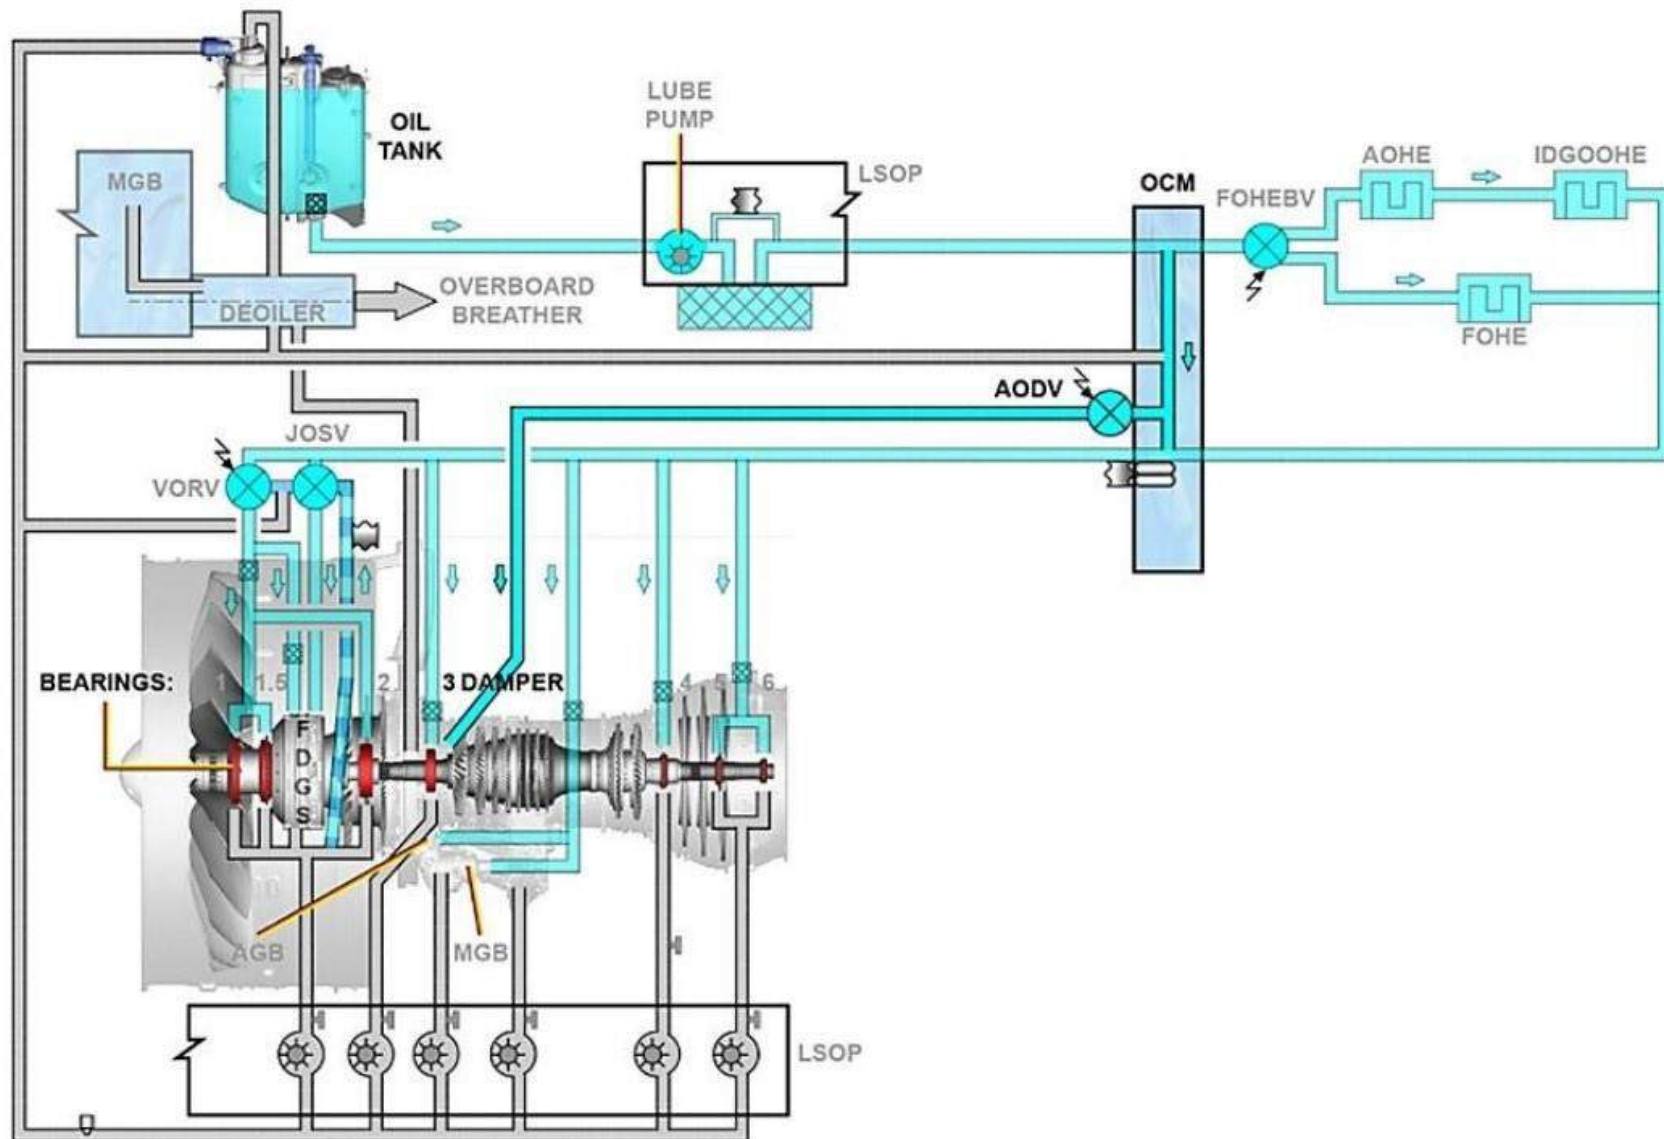 OIL
TANK
MGB
DEOILER
OVERBOARD
BREATHER
LUBE
PUMP
LSOP
OCM
FOHEBV
AOHE
IDGOOHE
FOHE
AODV
JOSV
VORV
BEARINGS: 1 1.5 2 3 DAMPER 4 5 6
F
D
G
S
AGB
MGB
LSOP